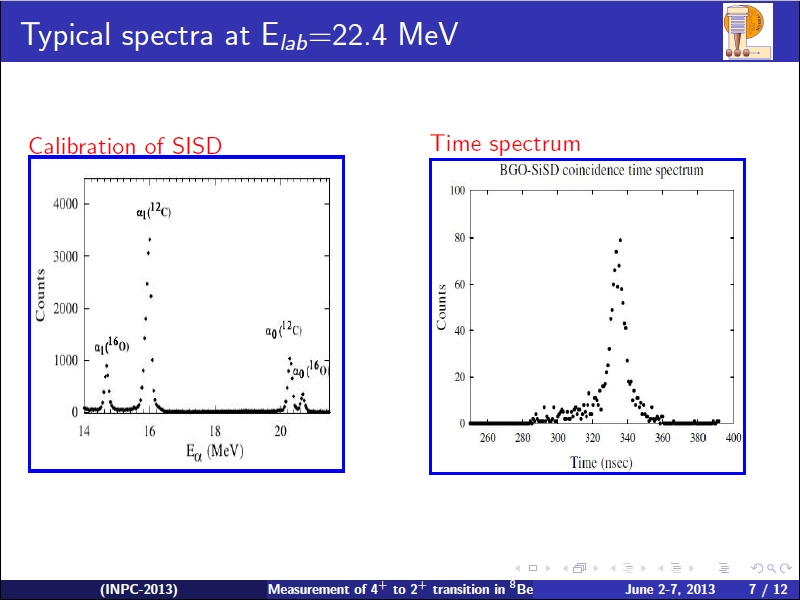 Typical spectra at Elab=22.4 MeV
Calibration of SISD
4000
3000
2000
1000
0
Counts
α1(12C)
α1(16O)
α0(12C)
α0(16O)
14 16 18 20
Eα (MeV)
Time spectrum
BGO-SiSD coincidence time spectrum
100
80
60
40
20
0
Counts
260 280 300 320 340 360 380 400
Time (nsec)
(INPC-2013) Measurement of 4+ to 2+ transition in 8Be June 2-7, 2013 7 / 12